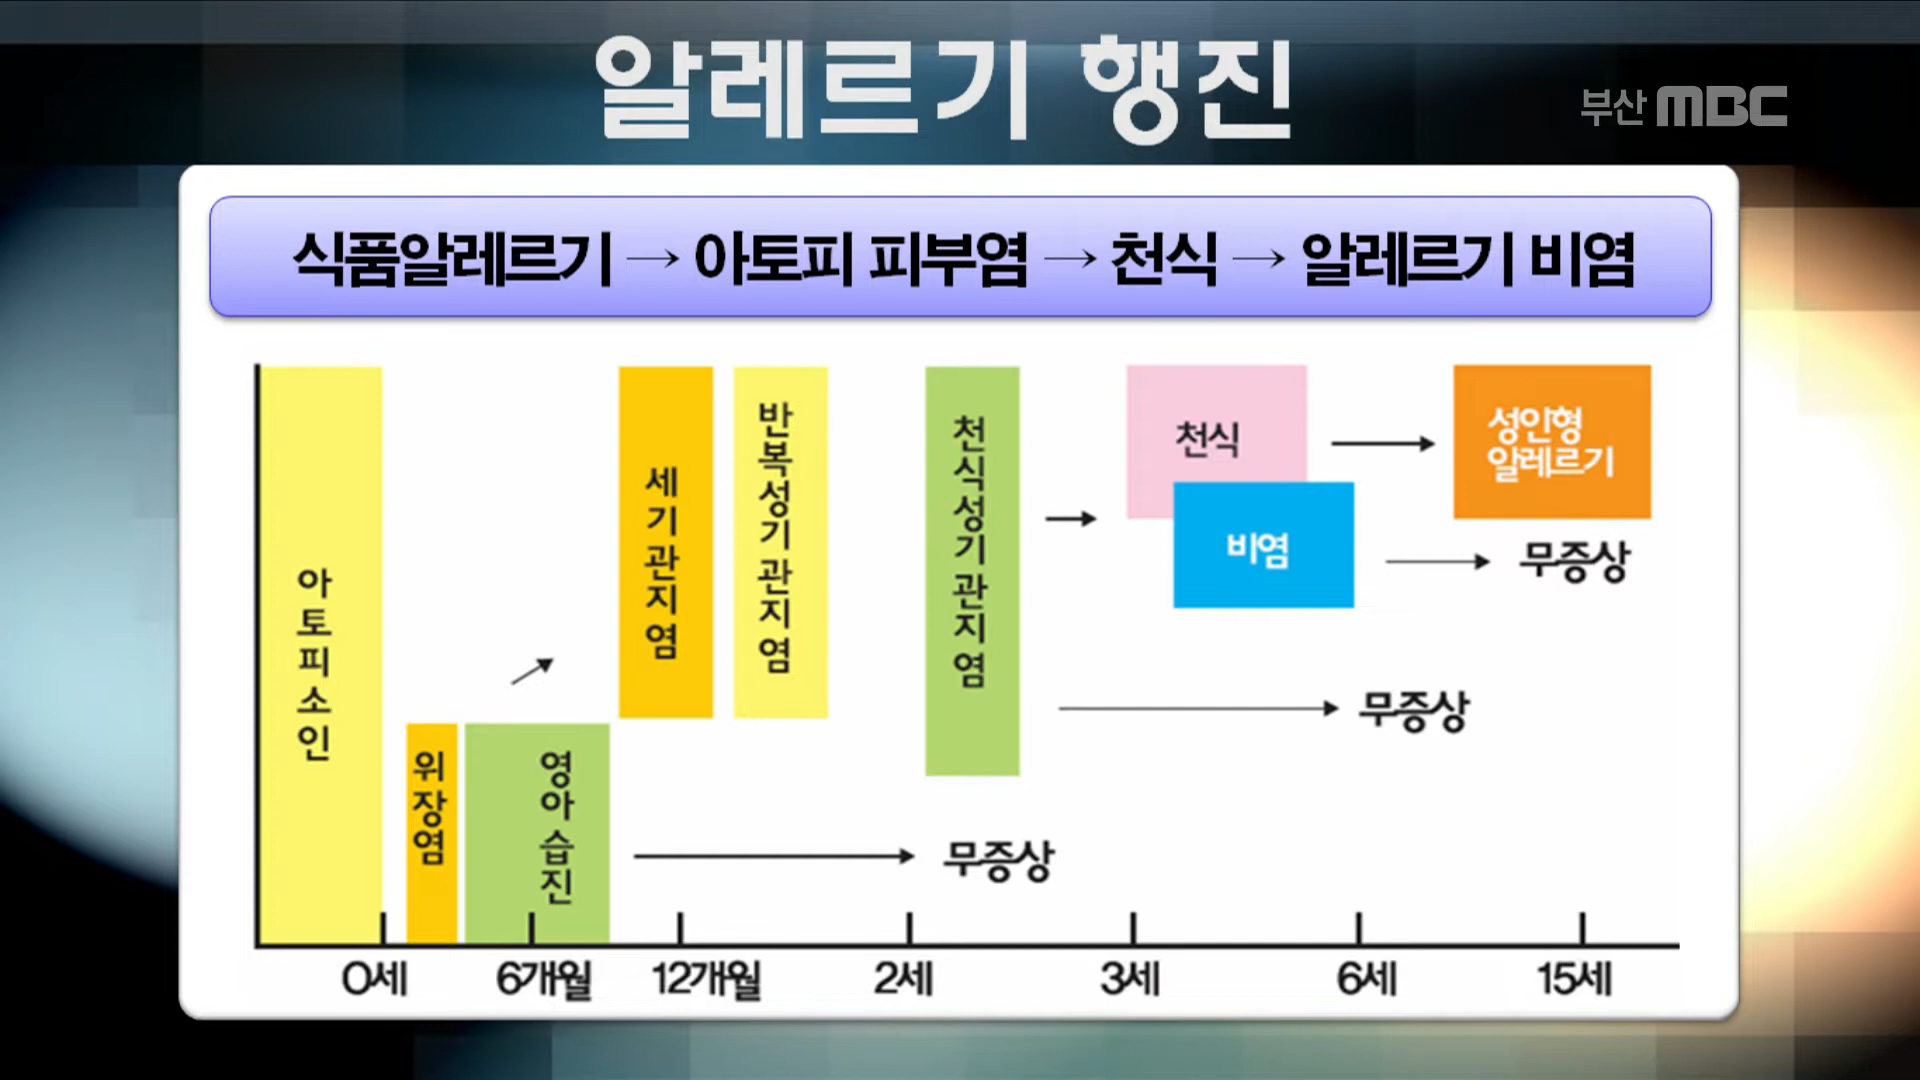 알레르기 행진
부산 MBC
식품알레르기 → 아토피 피부염 → 천식 → 알레르기 비염
아토피소인
위장염
영아습진
세기관지염
반복성기관지염
천식성기관지염
천식
비염
성인형
알레르기
무증상
무증상
무증상
0세 6개월 12개월 2세 3세 6세 15세